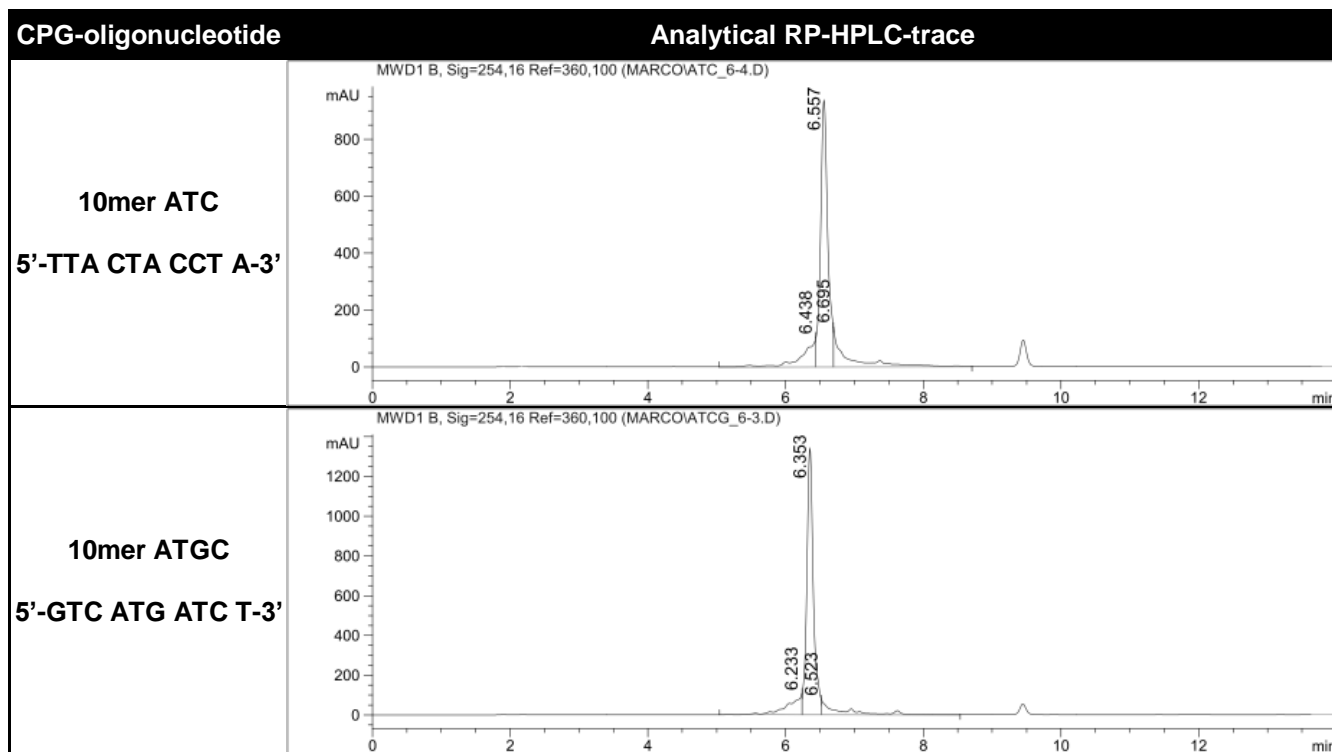 CPG-oligonucleotide Analytical RP-HPLC-trace
MWD1 B, Sig=254,16 Ref=360,100 (MARCO\ATC_6-4.D)
mAU
800
600
400
200
0
6.438
6.557
6.695
0 2 4 6 8 10 12 min
10mer ATC
5’-TTA CTA CCT A-3’
MWD1 B, Sig=254,16 Ref=360,100 (MARCO\ATCG_6-3.D)
mAU
1200
1000
800
600
400
200
0
6.233
6.353
6.523
0 2 4 6 8 10 12 min
10mer ATGC
5’-GTC ATG ATC T-3’